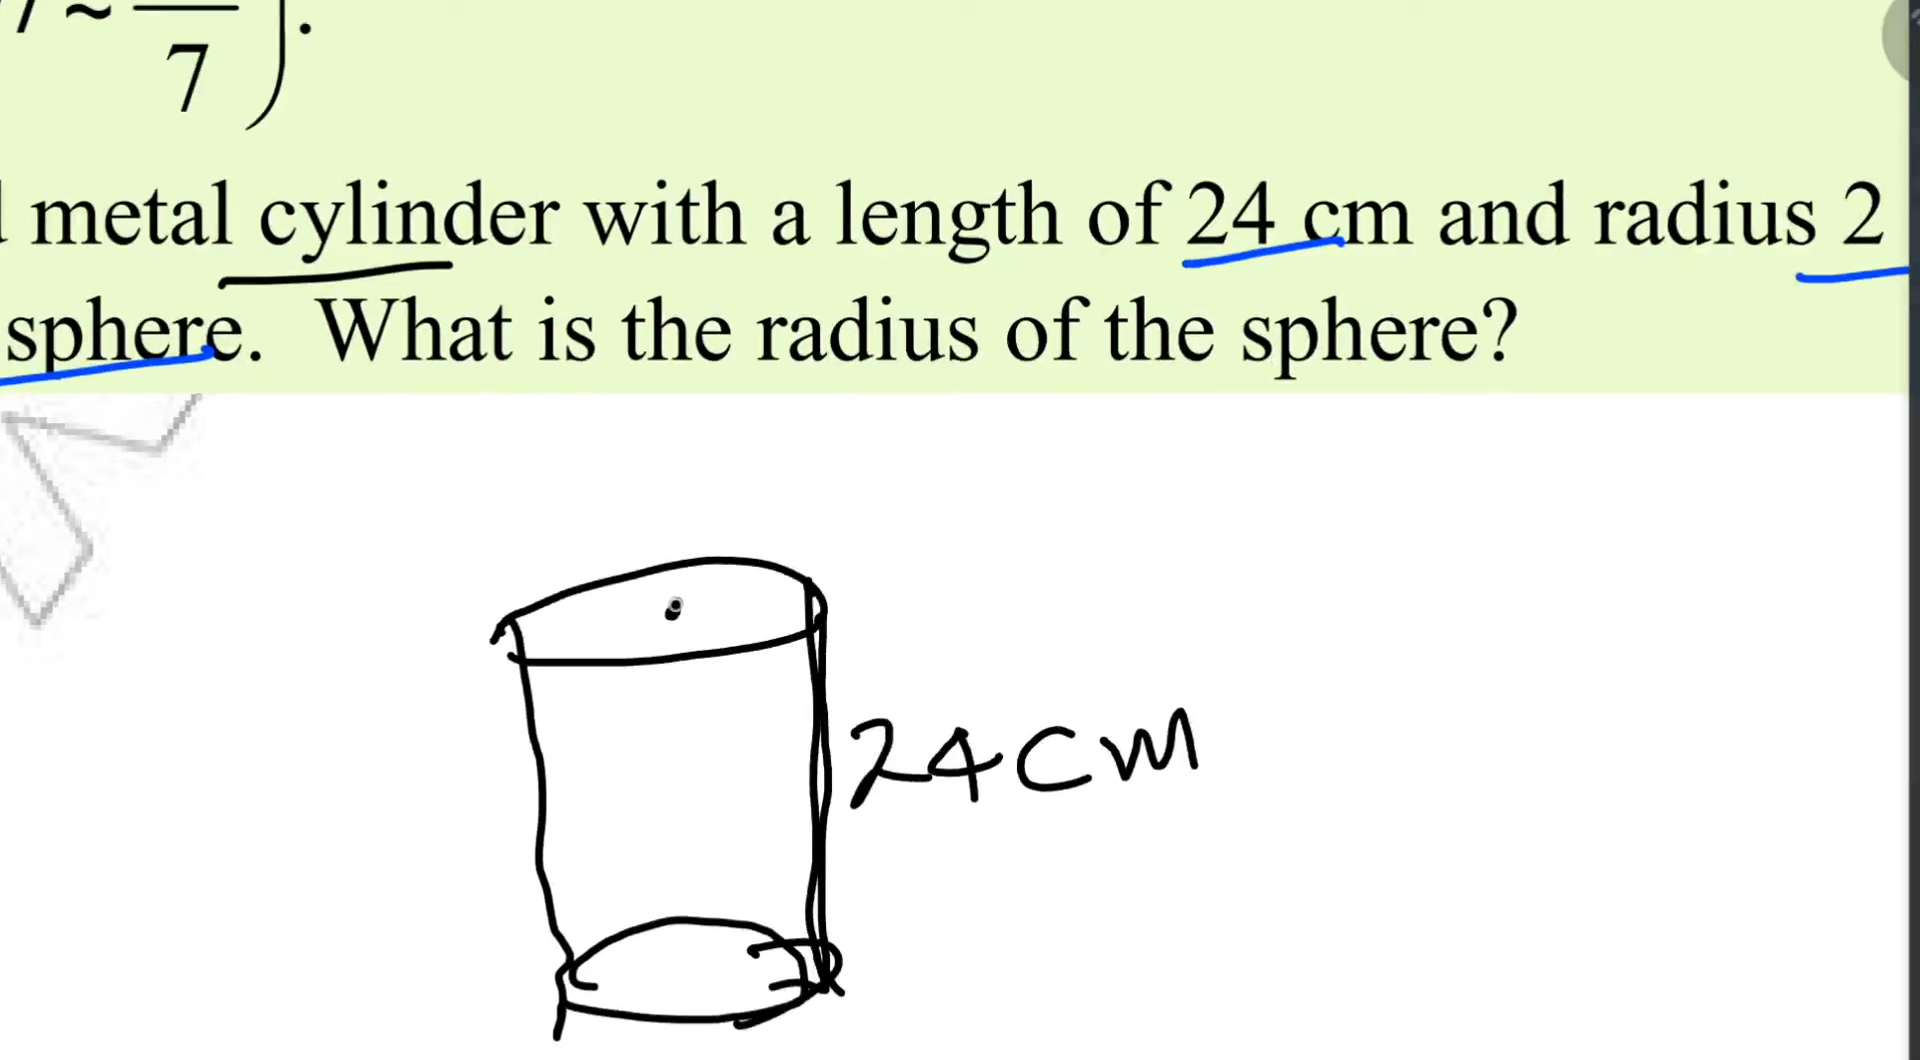 ~ 7 ) .
metal cylinder with a length of 24 cm and radius 2
sphere. What is the radius of the sphere?
24cm